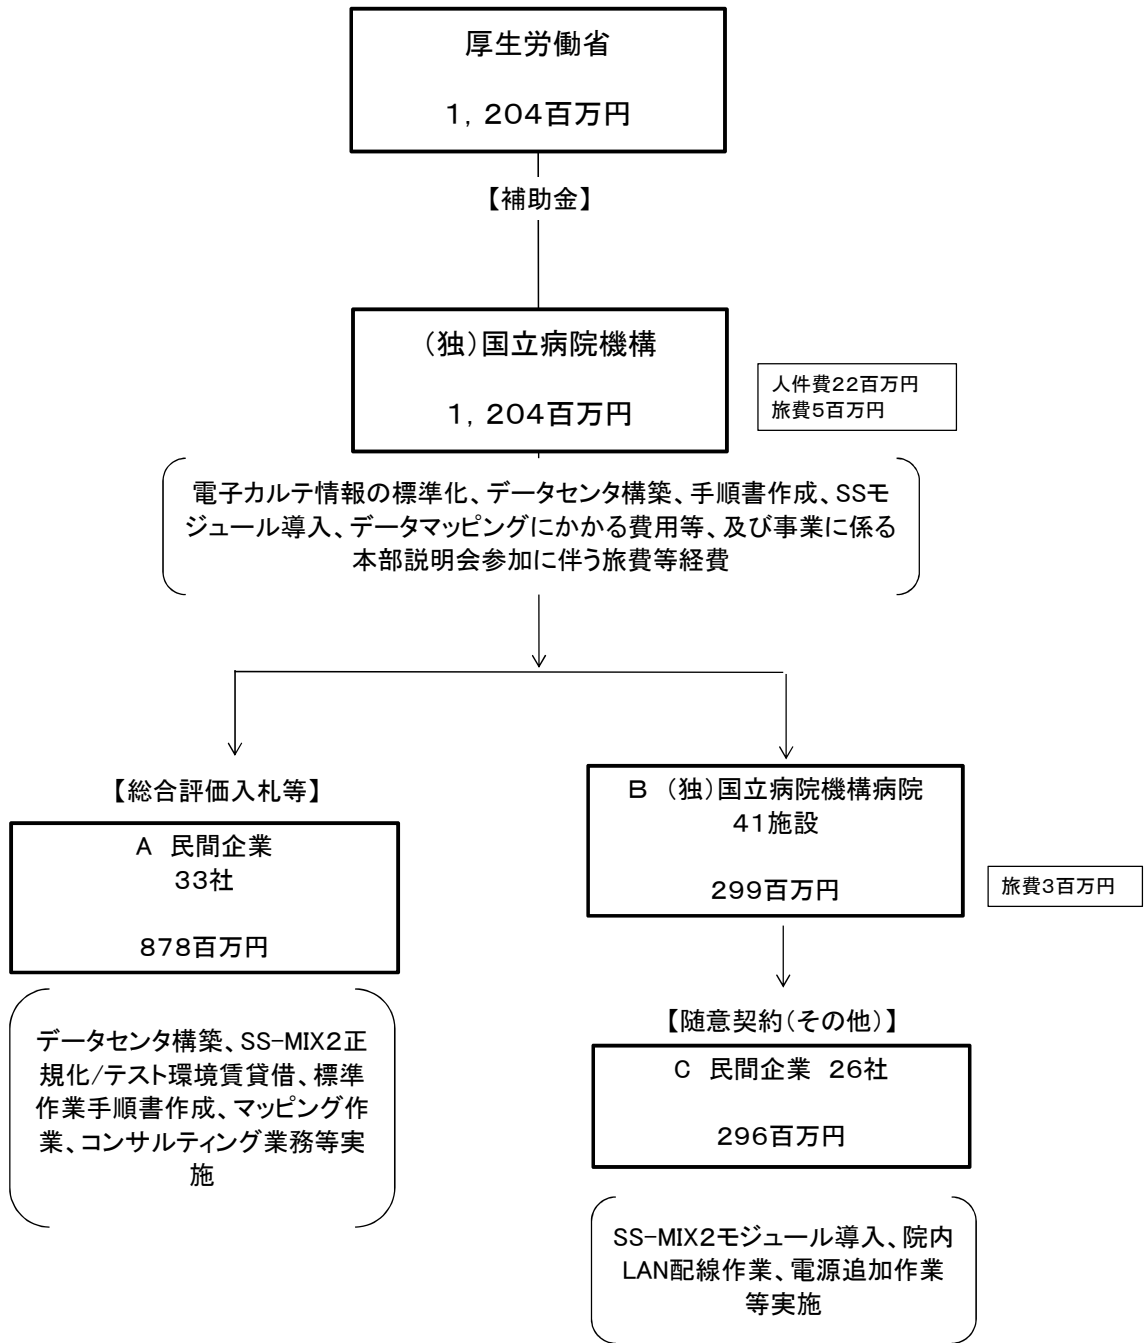 厚生労働省
１，２０４百万円
【補助金】
（独）国立病院機構
１，２０４百万円
人件費２２百万円
旅費５百万円
電子カルテ情報の標準化、データセンタ構築、手順書作成、SSモ
ジュール導入、データマッピングにかかる費用等、及び事業に係る
本部説明会参加に伴う旅費等経費
【総合評価入札等】
A　民間企業
３３社
８７８百万円
データセンタ構築、SS-MIX２正
規化/テスト環境賃貸借、標準
作業手順書作成、マッピング作
業、コンサルティング業務等実
施
B　（独）国立病院機構病院
４１施設
２９９百万円
旅費３百万円
【随意契約（その他）】
C　民間企業　２６社
２９６百万円
SS-MIX２モジュール導入、院内
LAN配線作業、電源追加作業
等実施